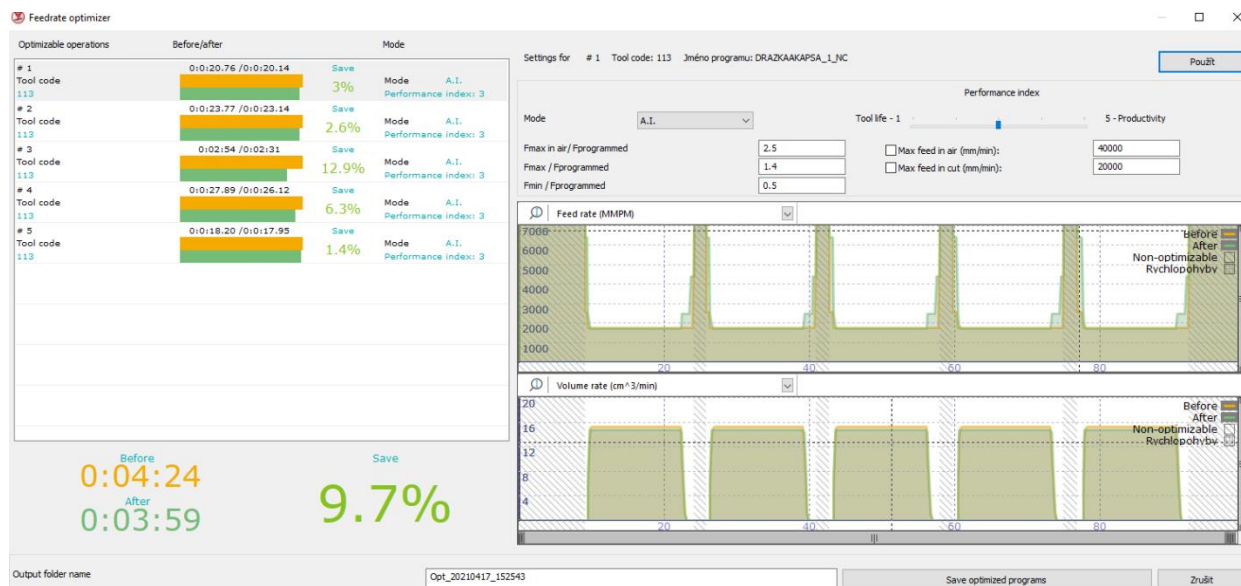 Feedrate optimizer
Optimizable operations Before/after Mode
# 1 0:0:20.76 /0:0:20.14 Save
Tool code 3% Mode A.I.
113 Performance index: 3
# 2 0:0:23.77 /0:0:23.14 Save
Tool code 2.6% Mode A.I.
113 Performance index: 3
# 3 0:02:54 /0:02:31 Save
Tool code 12.9% Mode A.I.
113 Performance index: 3
# 4 0:0:27.89 /0:0:26.12 Save
Tool code 6.3% Mode A.I.
113 Performance index: 3
# 5 0:0:18.20 /0:0:17.95 Save
Tool code 1.4% Mode A.I.
113 Performance index: 3
Before
0:04:24
After
0:03:59
Save
9.7%
Settings for # 1 Tool code: 113 Jméno programu: DRAZKAAKAPSA_1_NC
Použít
Performance index
Mode A.I. Tool life - 1 5 - Productivity
Fmax in air/ Fprogrammed 2.5 Max feed in air (mm/min): 40000
Fmax / Fprogrammed 1.4 Max feed in cut (mm/min): 20000
Fmin / Fprogrammed 0.5
Feed rate (MMPM)
7000
6000
5000
4000
3000
2000
1000
Before
After
Non-optimizable
Rychlopohyby
20 40 60 80
Volume rate (cm^3/min)
20
16
12
8
4
Before
After
Non-optimizable
Rychlopohyby
20 40 60 80
Output folder name Opt_20210417_152543 Save optimized programs Zrušit